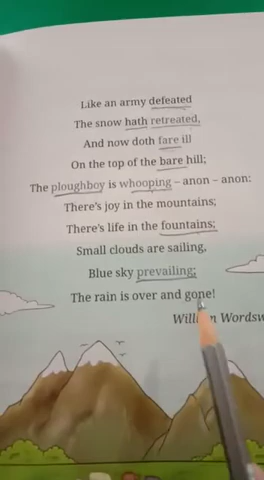 Like an army defeated
The snow hath retreated,
And now doth fare ill
On the top of the bare hill;
The ploughboy is whooping – anon – anon:
There's joy in the mountains;
There's life in the fountains;
Small clouds are sailing,
Blue sky prevailing;
The rain is over and gone!